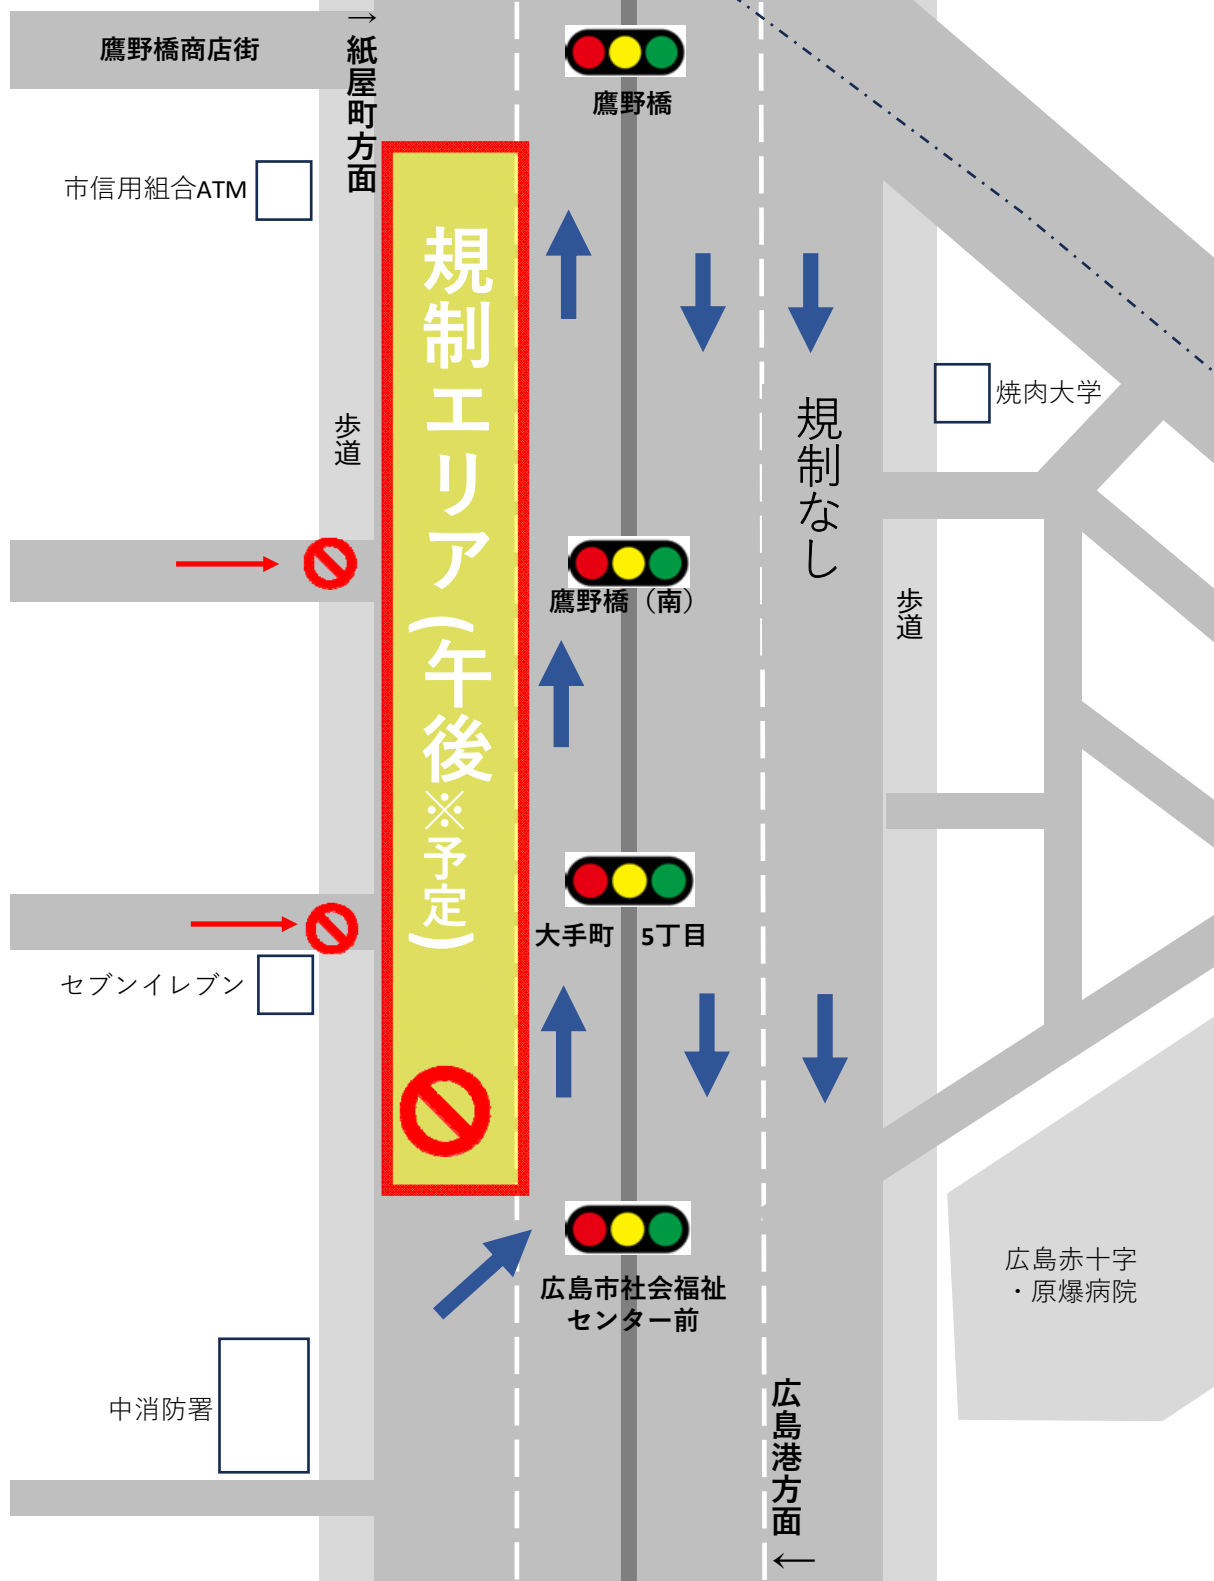 鷹野橋商店街
→紙屋町方面
鷹野橋
市信用組合ATM
規制エリア(午後※予定)
焼肉大学
規制なし
歩道
鷹野橋（南）
歩道
大手町　5丁目
セブンイレブン
広島赤十字
・原爆病院
広島市社会福祉
センター前
中消防署
広島港方面←